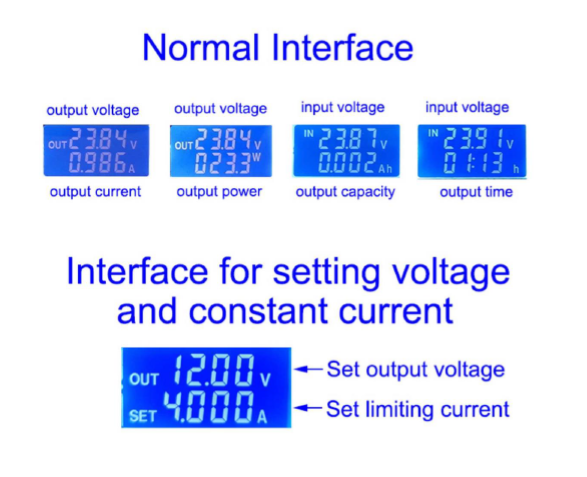 Normal Interface
output voltage output voltage input voltage input voltage
OUT 23.84 V OUT 23.84 V IN 23.87 V IN 23.91 V
0.986 A 023.3 W 0.002 Ah 01:13 h
output current output power output capacity output time
Interface for setting voltage
and constant current
OUT 12.00 V Set output voltage
SET 4.000 A Set limiting current